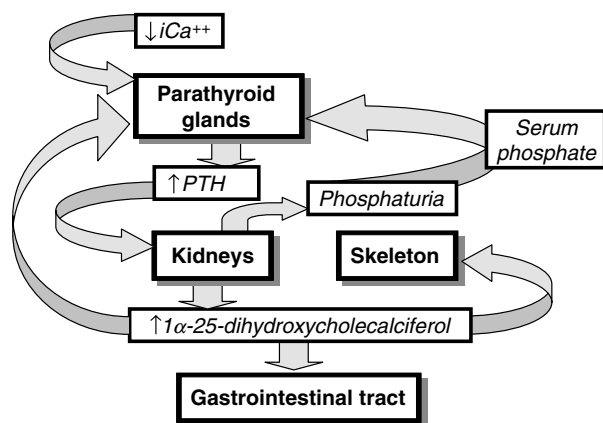 ↓iCa⁺⁺
Parathyroid
glands
Serum
phosphate
↑PTH
Phosphaturia
Kidneys
Skeleton
↑1α-25-dihydroxycholecalciferol
Gastrointestinal tract